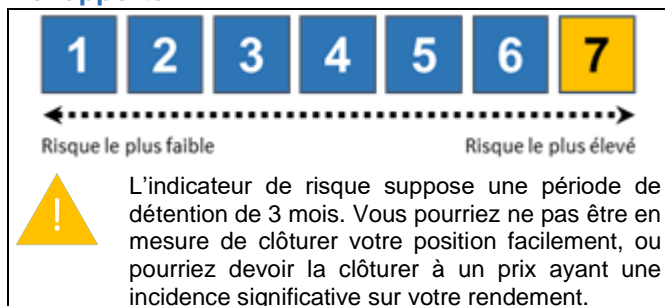 1 2 3 4 5 6 7
Risque le plus faible Risque le plus élevé
!
L'indicateur de risque suppose une période de
détention de 3 mois. Vous pourriez ne pas être en
mesure de clôturer votre position facilement, ou
pourriez devoir la clôturer à un prix ayant une
incidence significative sur votre rendement.